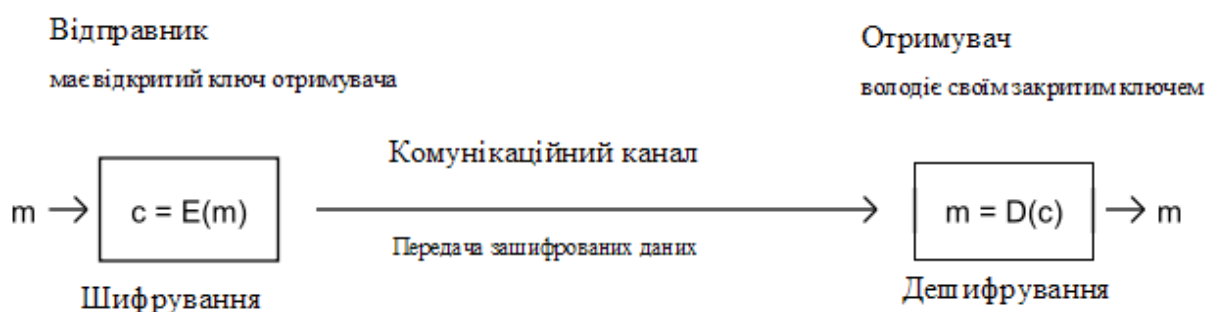 Відправник
має відкритий ключ отримувача
Отримувач
володіє своїм закритим ключем
Комунікаційний канал
m → c = E(m)
m = D(c) → m
Передача зашифрованих даних
Шифрування
Дешифрування